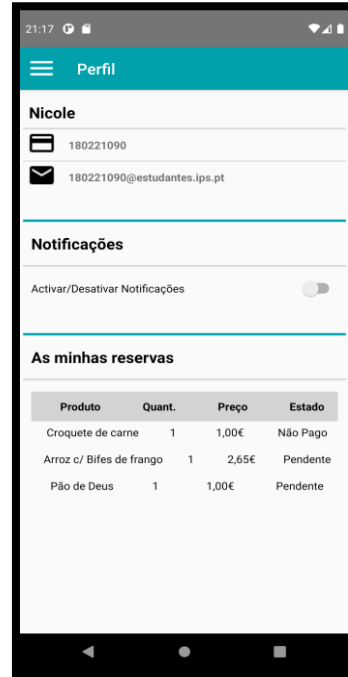 21:17
Perfil
Nicole
180221090
180221090@estudantes.ips.pt
Notificações
Activar/Desativar Notificações
As minhas reservas
Produto Quant. Preço Estado
Croquete de carne 1 1,00€ Não Pago
Arroz c/ Bifes de frango 1 2,65€ Pendente
Pão de Deus 1 1,00€ Pendente